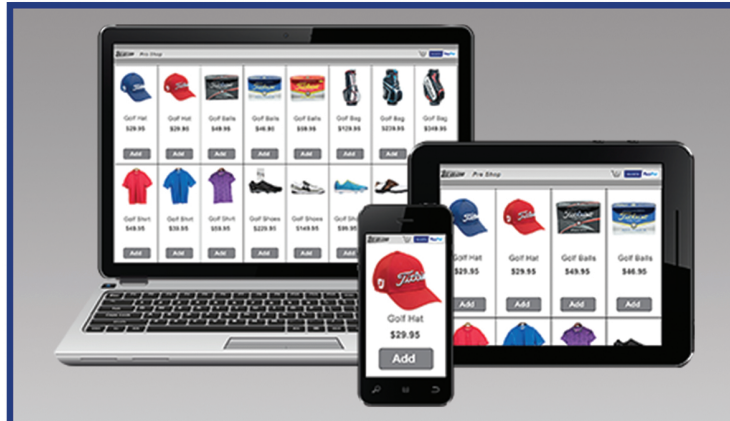 Pro Shop
Golf Hat Golf Hat Golf Balls Golf Balls Golf Balls Golf Bag Golf Bag Golf Bag
$29.95 $29.95 $49.95 $46.95 $129.95 $239.95 $249.95
Add Add Add Add Add Add Add Add
Golf Shirt Golf Shirt Golf Shirt Golf Shoes Golf Shoes
$49.95 $39.95 $59.95 $229.95 $149.95
Add Add Add Add Add Add
Pro Shop
PayPal
Golf Hat Golf Hat Golf Balls Golf Balls
$29.95 $29.95 $49.95 $46.95
Add Add Add Add
Titleist
Golf Hat
$29.95
Add